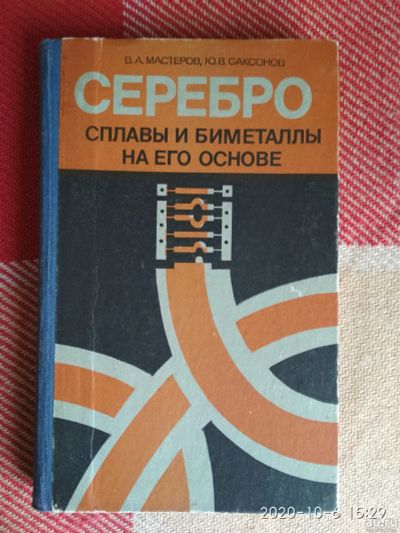 В. А. МАСТЕРОВ, Ю. В. САКСОНОВ
СЕРЕБРО
СПЛАВЫ И БИМЕТАЛЛЫ
НА ЕГО ОСНОВЕ
2020-10-6 15:29